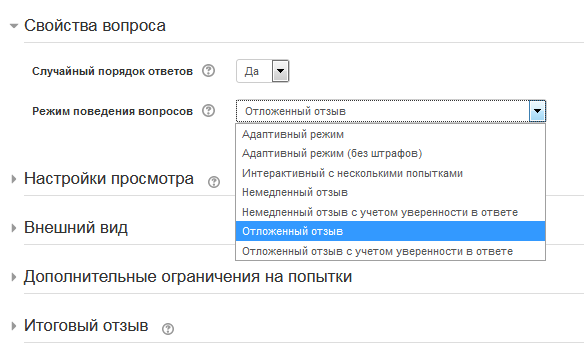 Свойства вопроса
Случайный порядок ответов Да
Режим поведения вопросов Отложенный отзыв
Адаптивный режим
Адаптивный режим (без штрафов)
Интерактивный с несколькими попытками
Немедленный отзыв
Немедленный отзыв с учетом уверенности в ответе
Отложенный отзыв
Отложенный отзыв с учетом уверенности в ответе
Настройки просмотра
Внешний вид
Дополнительные ограничения на попытки
Итоговый отзыв